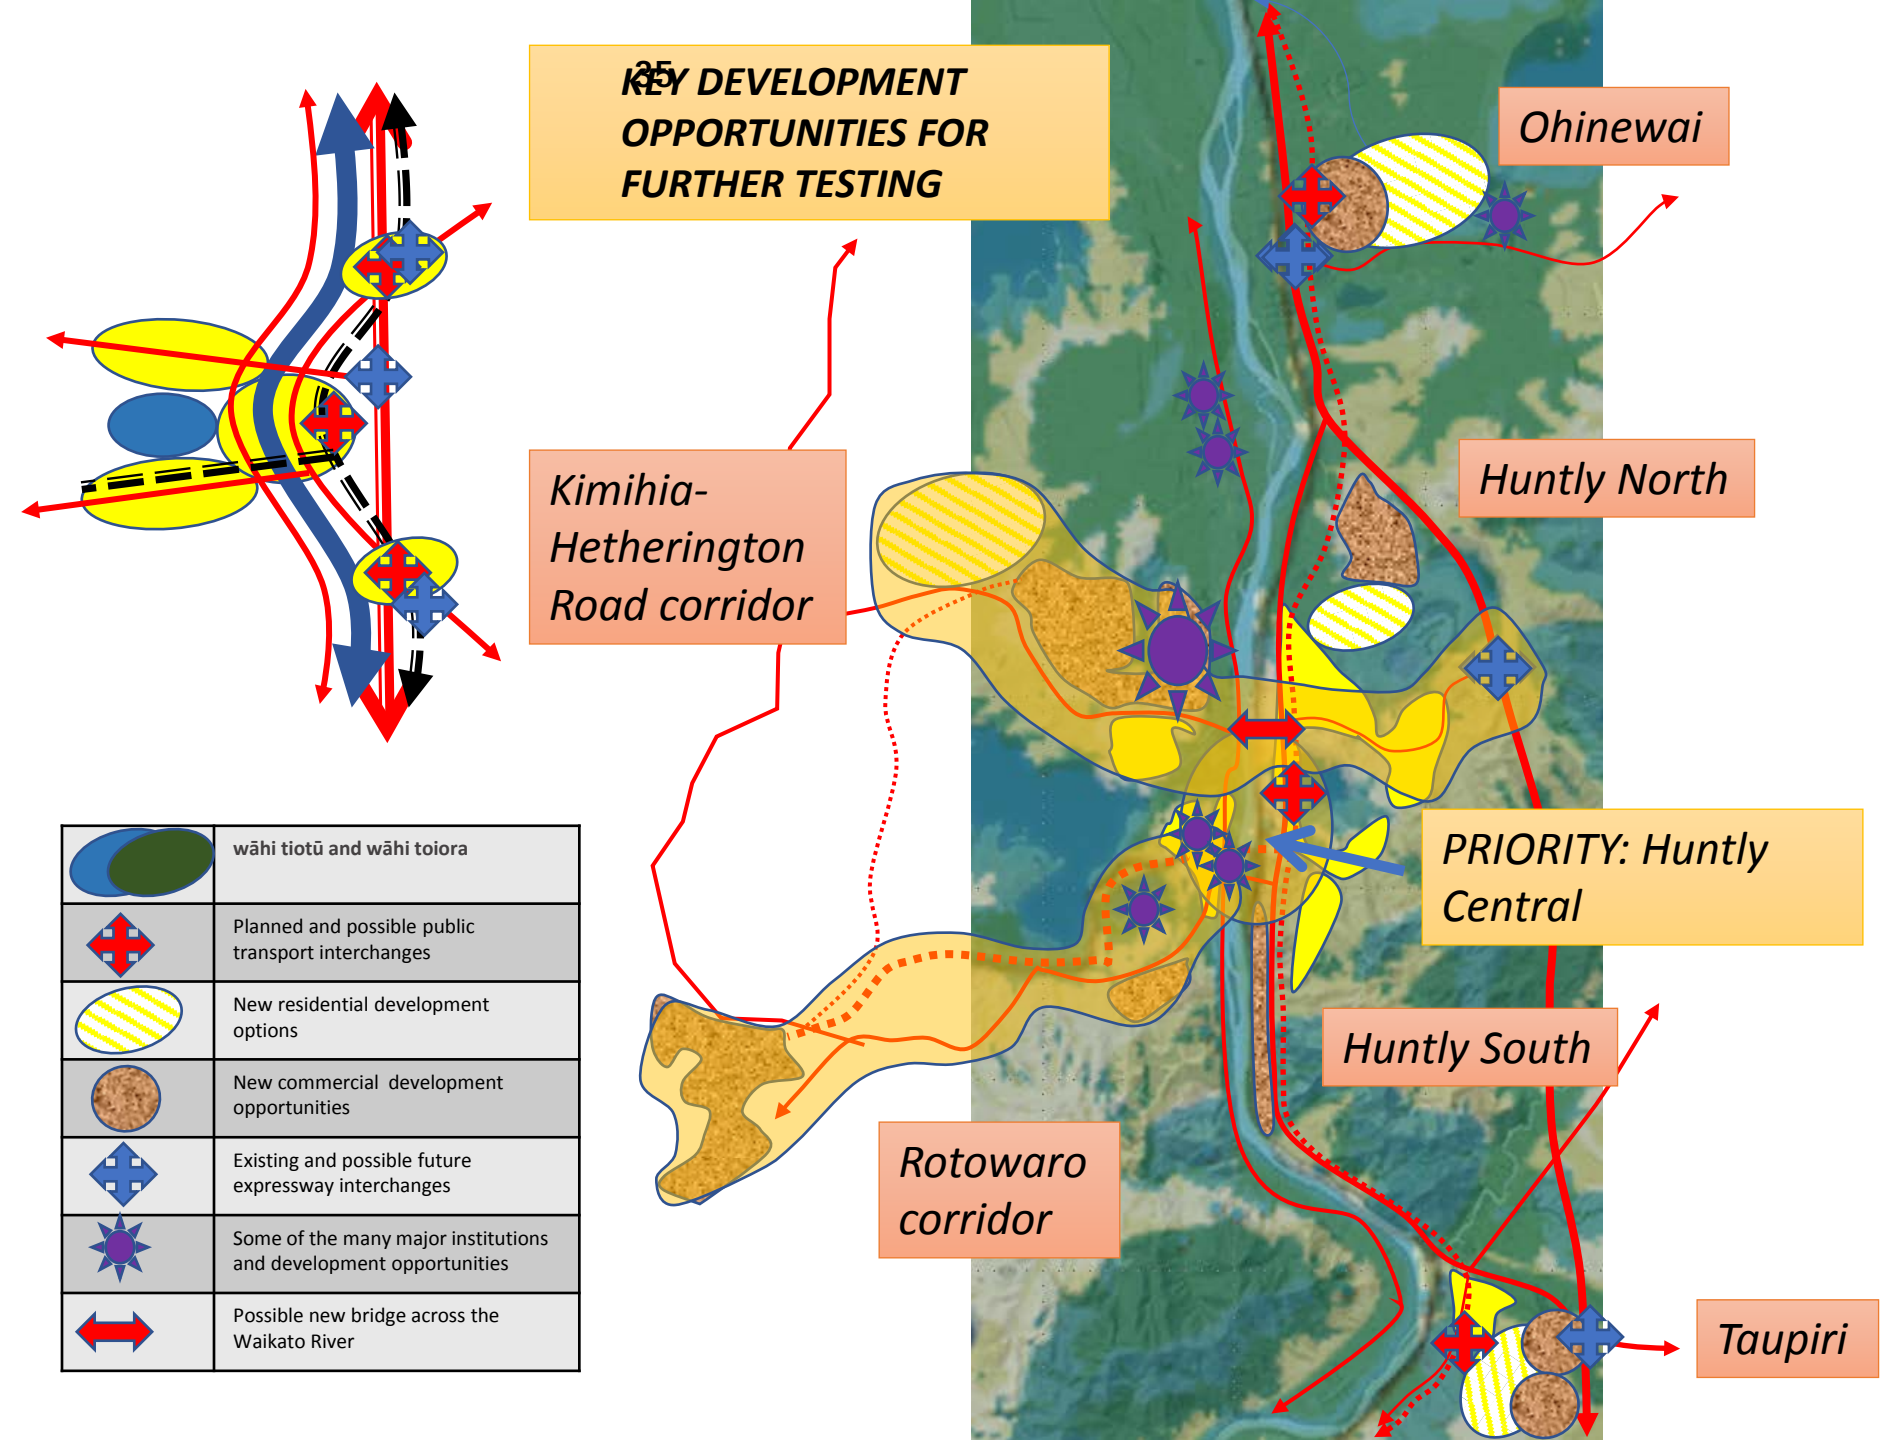 35
KEY DEVELOPMENT
OPPORTUNITIES FOR
FURTHER TESTING
Ohinewai
Huntly North
Kimihia-
Hetherington
Road corridor
PRIORITY: Huntly
Central
Huntly South
Rotowaro
corridor
Taupiri
wāhi tiotū and wāhi toiora
Planned and possible public
transport interchanges
New residential development
options
New commercial development
opportunities
Existing and possible future
expressway interchanges
Some of the many major institutions
and development opportunities
Possible new bridge across the
Waikato River